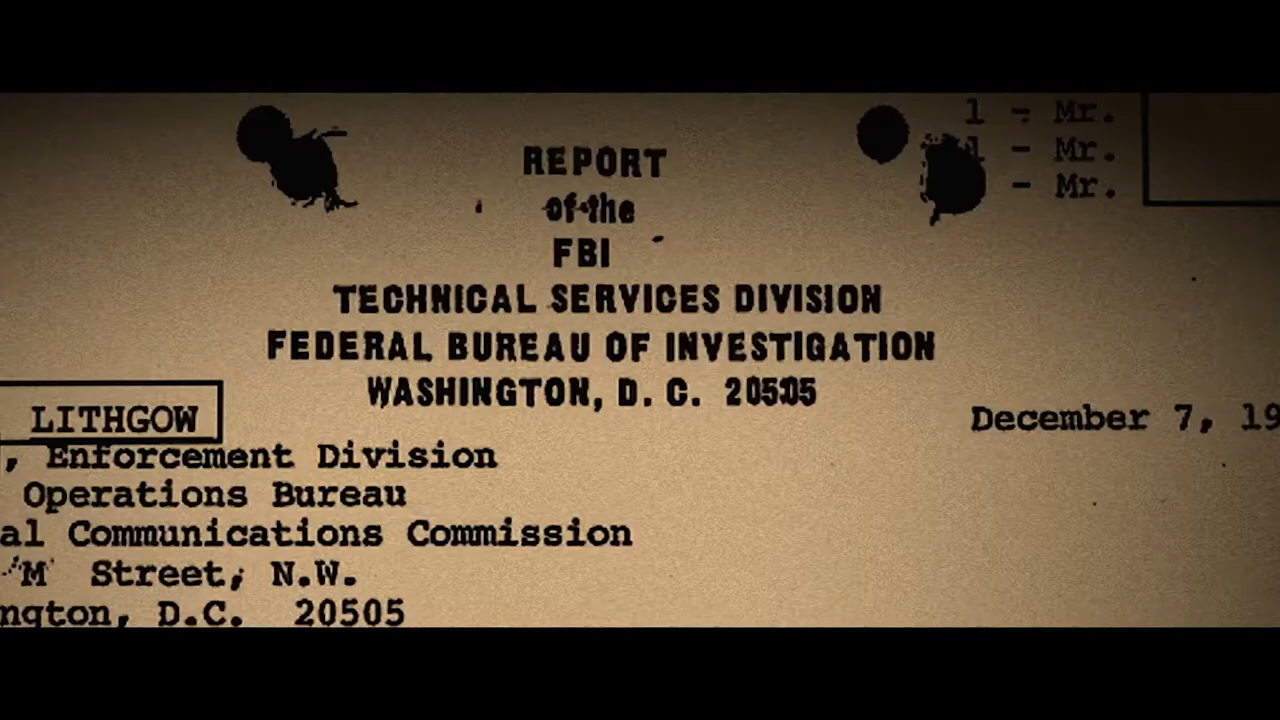 1 - Mr.
1 - Mr.
- Mr.
REPORT
of the
FBI
TECHNICAL SERVICES DIVISION
FEDERAL BUREAU OF INVESTIGATION
WASHINGTON, D. C. 20505
LITHGOW
December 7, 19
, Enforcement Division
Operations Bureau
al Communications Commission
M Street, N.W.
ngton, D.C. 20505